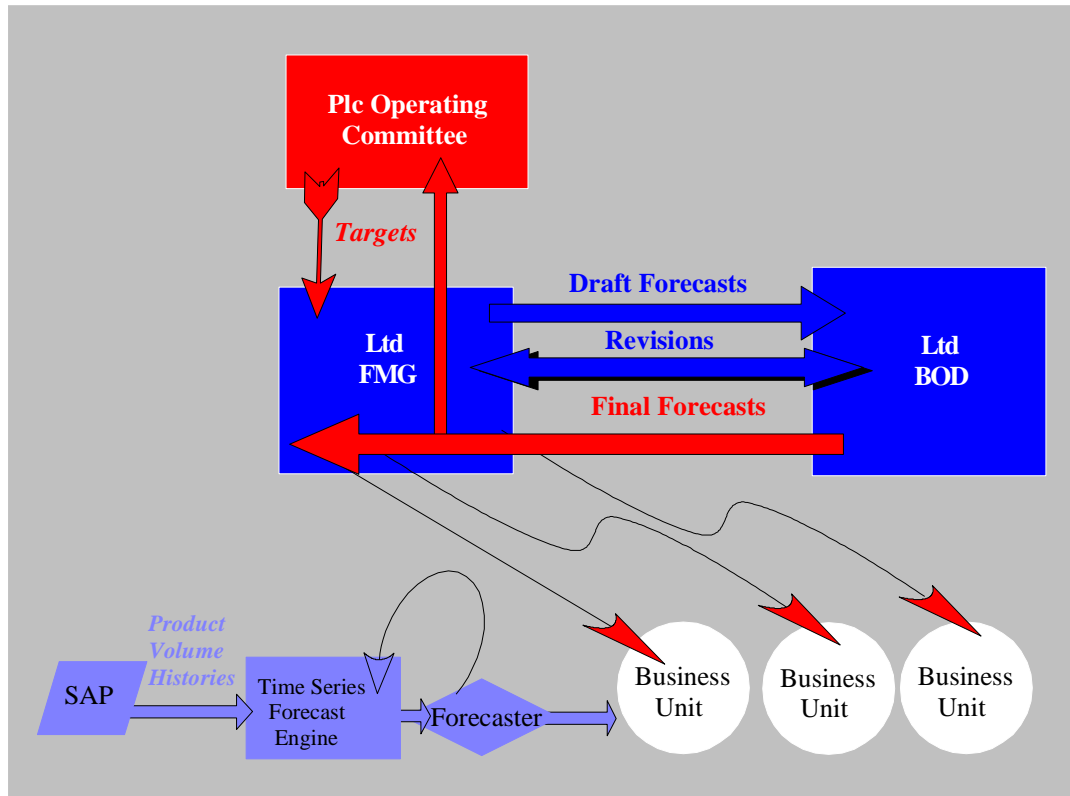 Plc Operating
Committee
Targets
Draft Forecasts
Ltd
FMG
Revisions
Ltd
BOD
Final Forecasts
Product
Volume
Histories
SAP
Time Series
Forecast
Engine
Forecaster
Business
Unit
Business
Unit
Business
Unit